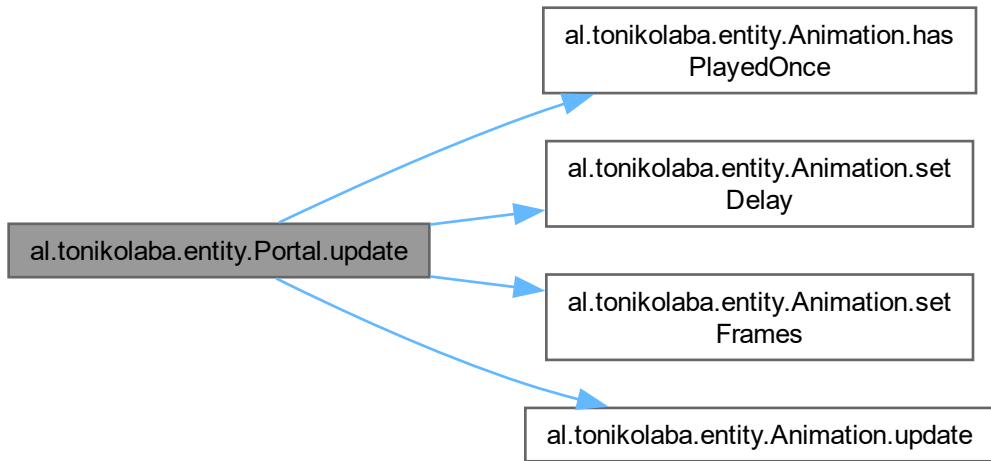 al.tonikolaba.entity.Animation.has
PlayedOnce
al.tonikolaba.entity.Animation.set
Delay
al.tonikolaba.entity.Portal.update
al.tonikolaba.entity.Animation.set
Frames
al.tonikolaba.entity.Animation.update